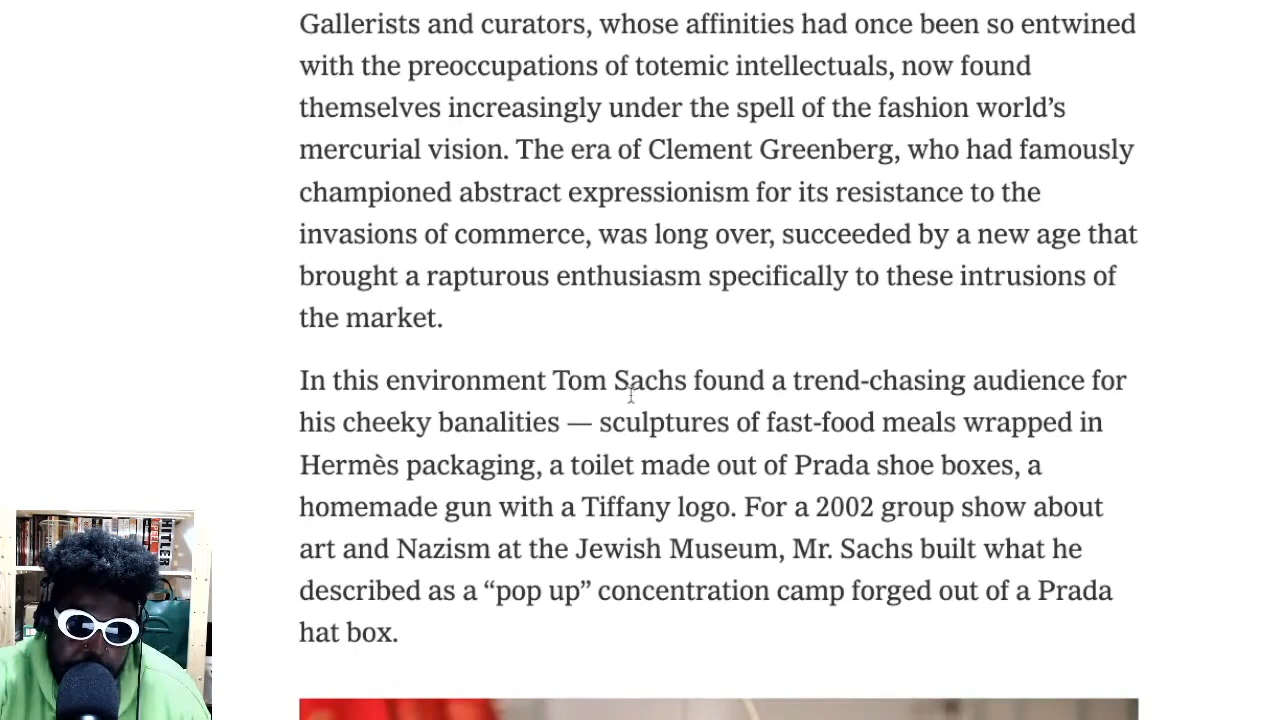 Gallerists and curators, whose affinities had once been so entwined
with the preoccupations of totemic intellectuals, now found
themselves increasingly under the spell of the fashion world’s
mercurial vision. The era of Clement Greenberg, who had famously
championed abstract expressionism for its resistance to the
invasions of commerce, was long over, succeeded by a new age that
brought a rapturous enthusiasm specifically to these intrusions of
the market.
In this environment Tom Sachs found a trend-chasing audience for
his cheeky banalities — sculptures of fast-food meals wrapped in
Hermès packaging, a toilet made out of Prada shoe boxes, a
homemade gun with a Tiffany logo. For a 2002 group show about
art and Nazism at the Jewish Museum, Mr. Sachs built what he
described as a “pop up” concentration camp forged out of a Prada
hat box.